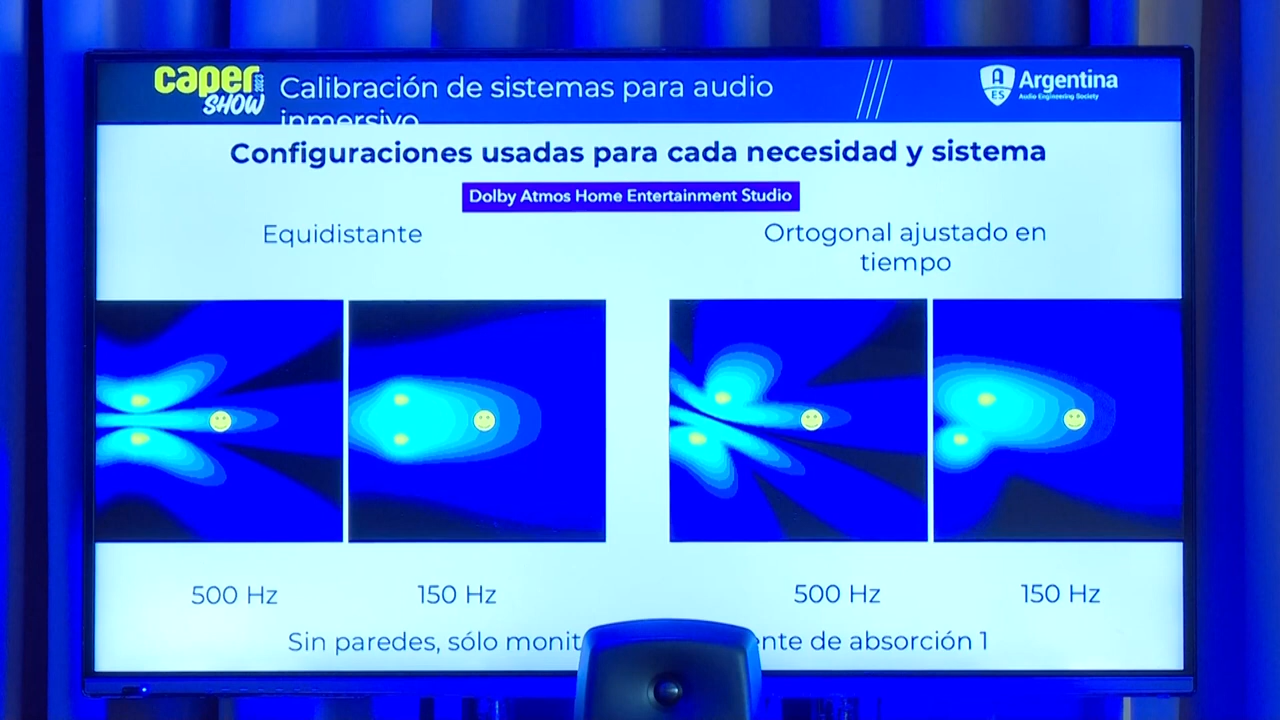 caper 2023
SHOW
Calibración de sistemas para audio
inmersivo
AES
Argentina
Audio Engineering Society
Configuraciones usadas para cada necesidad y sistema
Dolby Atmos Home Entertainment Studio
Equidistante
Ortogonal ajustado en
tiempo
500 Hz
150 Hz
500 Hz
150 Hz
Sin paredes, sólo de absorción 1